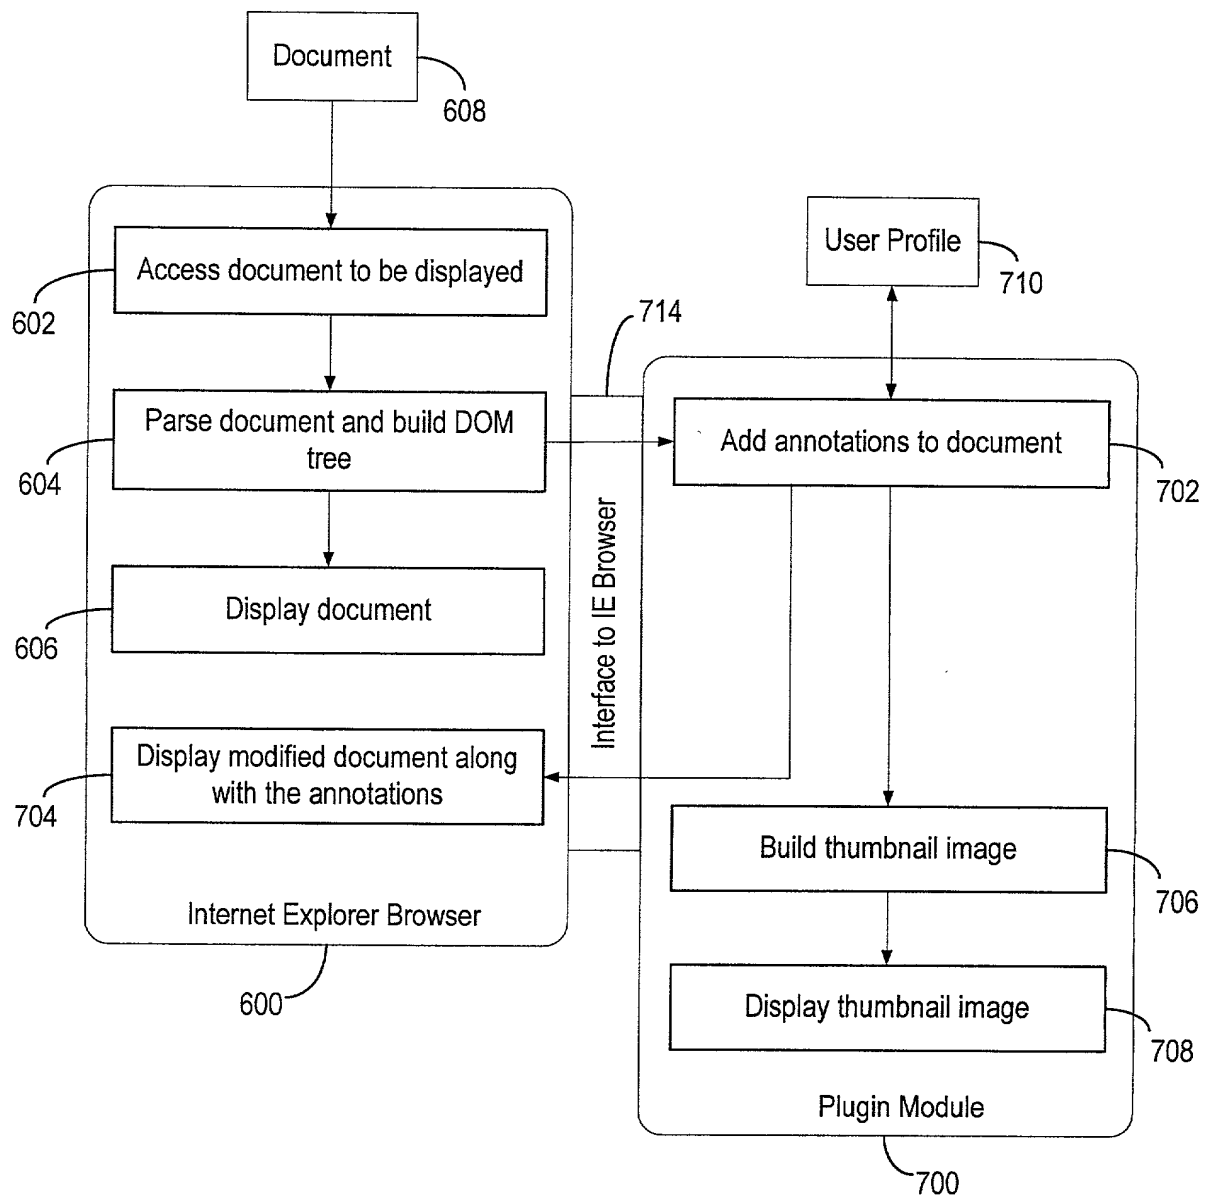 Document
608
User Profile
710
Access document to be displayed
602
714
Parse document and build DOM
tree
604
Add annotations to document
702
Interface to IE Browser
Display document
606
Display modified document along
with the annotations
704
Build thumbnail image
706
Internet Explorer Browser
600
Display thumbnail image
708
Plugin Module
700